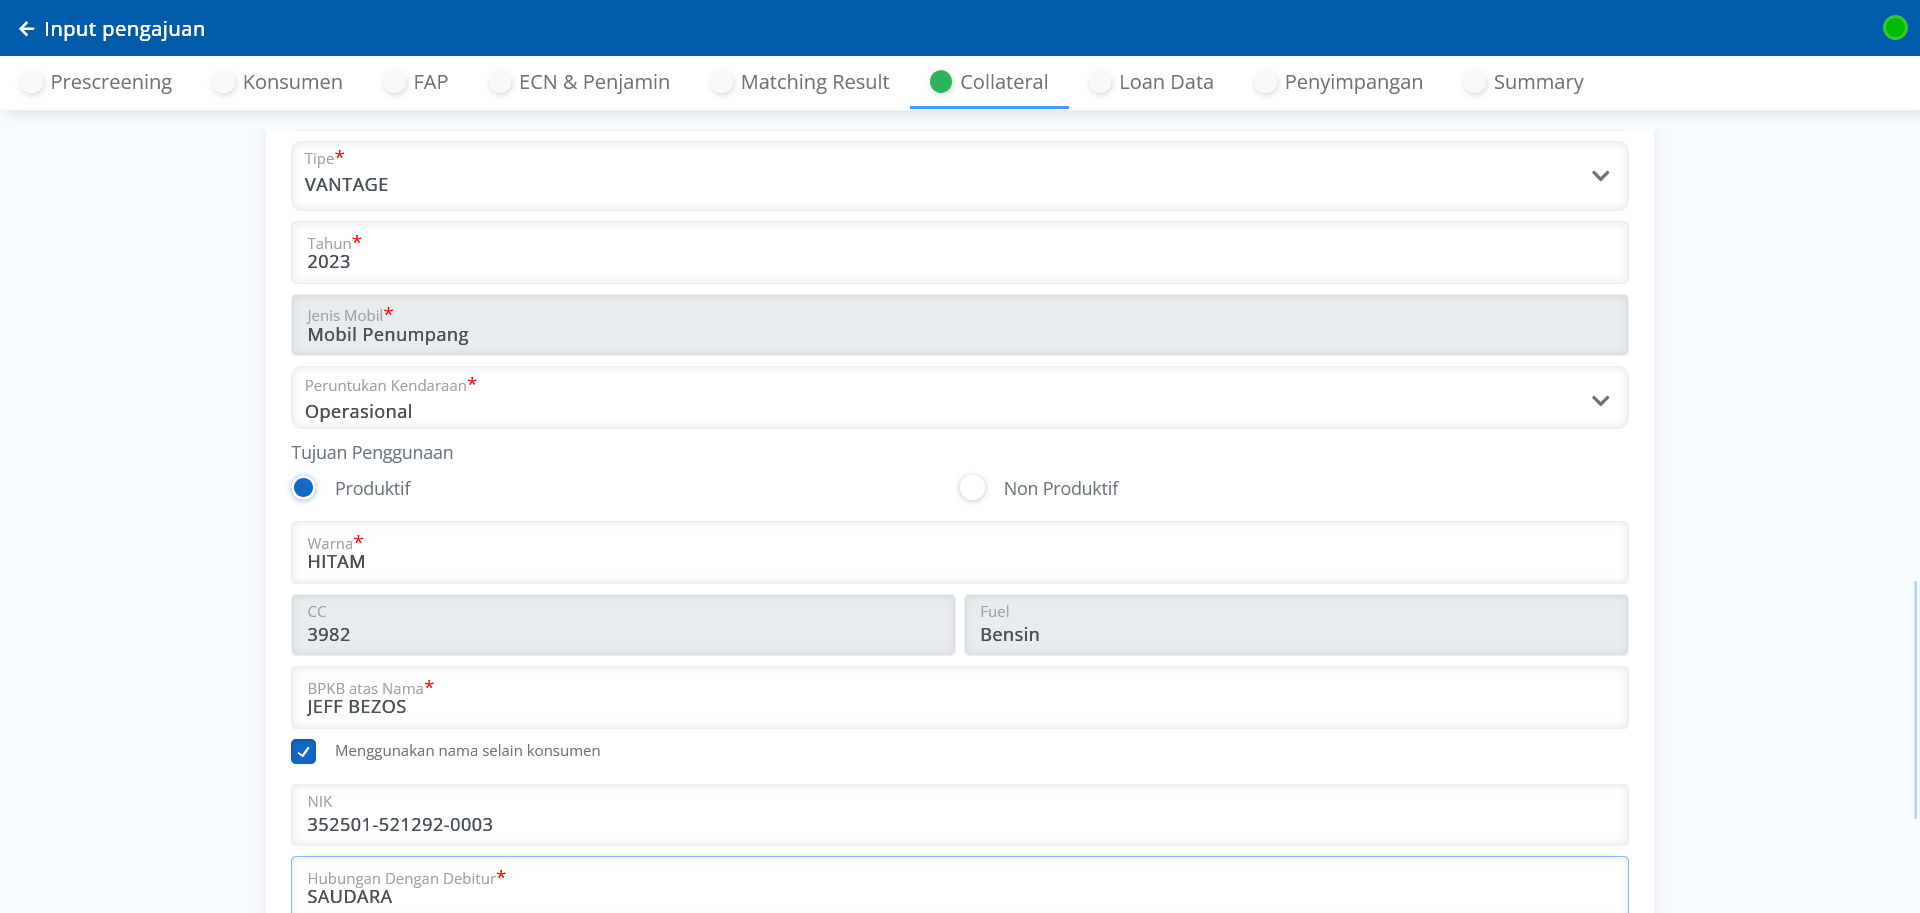 Input pengajuan
Prescreening Konsumen FAP ECN & Penjamin Matching Result Collateral Loan Data Penyimpangan Summary
Tipe*
VANTAGE
Tahun*
2023
Jenis Mobil*
Mobil Penumpang
Peruntukan Kendaraan*
Operasional
Tujuan Penggunaan
Produktif Non Produktif
Warna*
HITAM
CC
3982
Fuel
Bensin
BPKB atas Nama*
JEFF BEZOS
Menggunakan nama selain konsumen
NIK
352501-521292-0003
Hubungan Dengan Debitur*
SAUDARA